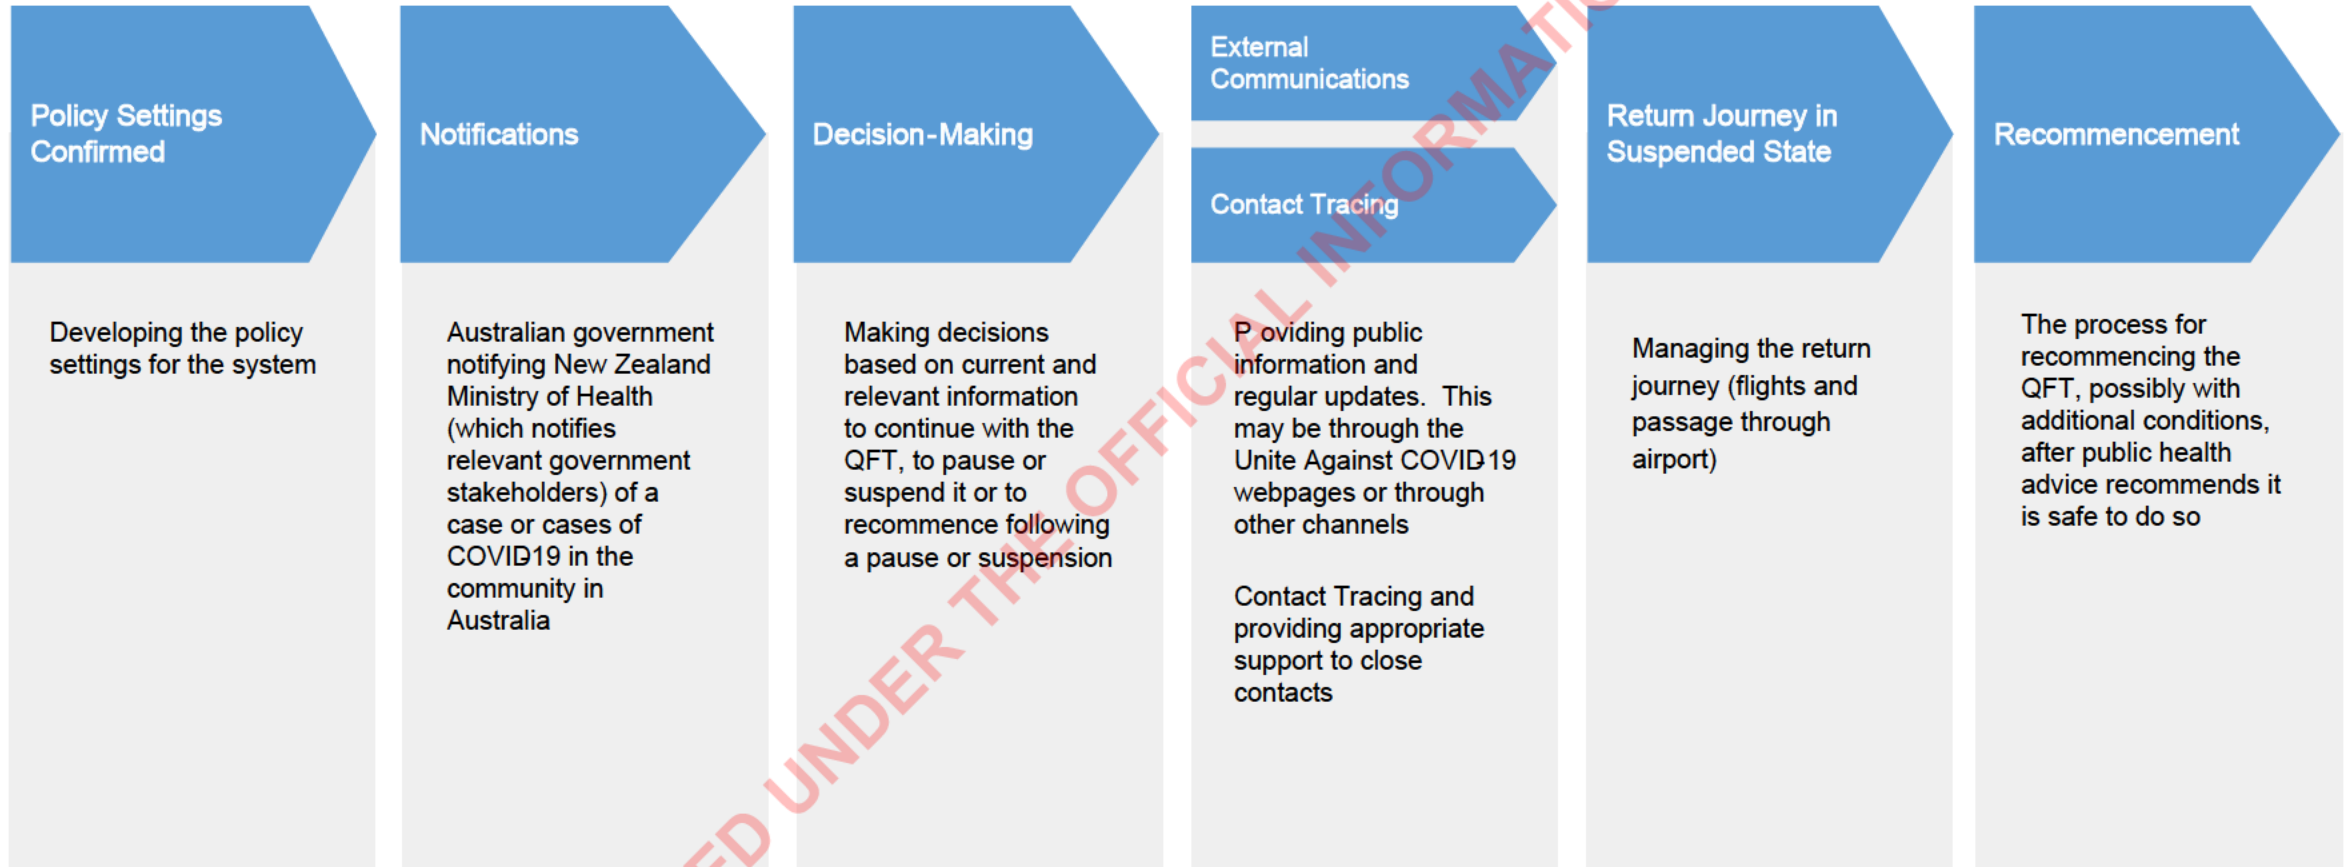 Policy Settings
Confirmed
Notifications
Decision-Making
External
Communications
Contact Tracing
Return Journey in
Suspended State
Recommencement
Developing the policy
settings for the system
Australian government
notifying New Zealand
Ministry of Health
(which notifies
relevant government
stakeholders) of a
case or cases of
COVID-19 in the
community in
Australia
Making decisions
based on current and
relevant information
to continue with the
QFT, to pause or
suspend it or to
recommence following
a pause or suspension
P oviding public
information and
regular updates. This
may be through the
Unite Against COVID-19
webpages or through
other channels
Contact Tracing and
providing appropriate
support to close
contacts
Managing the return
journey (flights and
passage through
airport)
The process for
recommencing the
QFT, possibly with
additional conditions,
after public health
advice recommends it
is safe to do so
ED UNDER THE OFFICIAL INFORMATIO